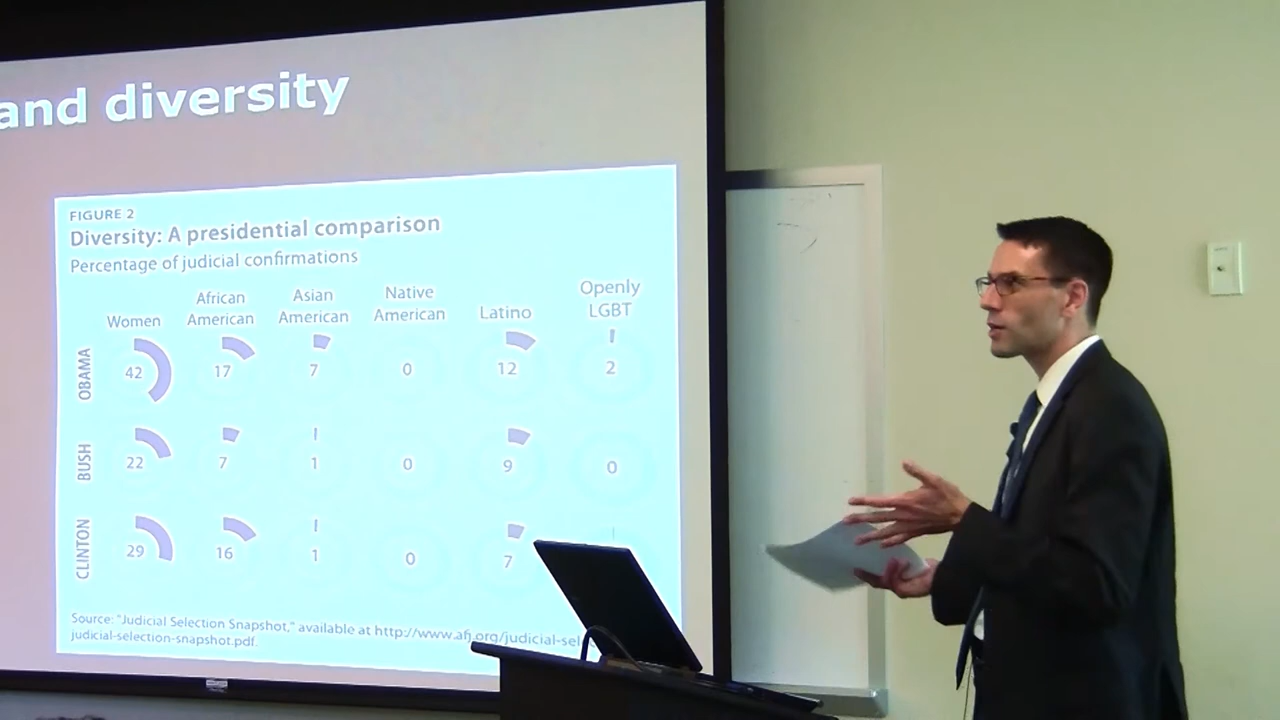 and diversity
FIGURE 2
Diversity: A presidential comparison
Percentage of judicial confirmations
Women African American Asian American Native American Latino Openly LGBT
OBAMA 42 17 7 0 12 2
BUSH 22 7 1 0 9 0
CLINTON 29 16 1 0 7
Source: "Judicial Selection Snapshot," available at http://www.afj.org/judicial-sel
judicial-selection-snapshot.pdf.